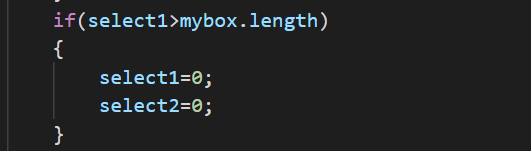 if(select1>mybox.length)
{
select1=0;
select2=0;
}